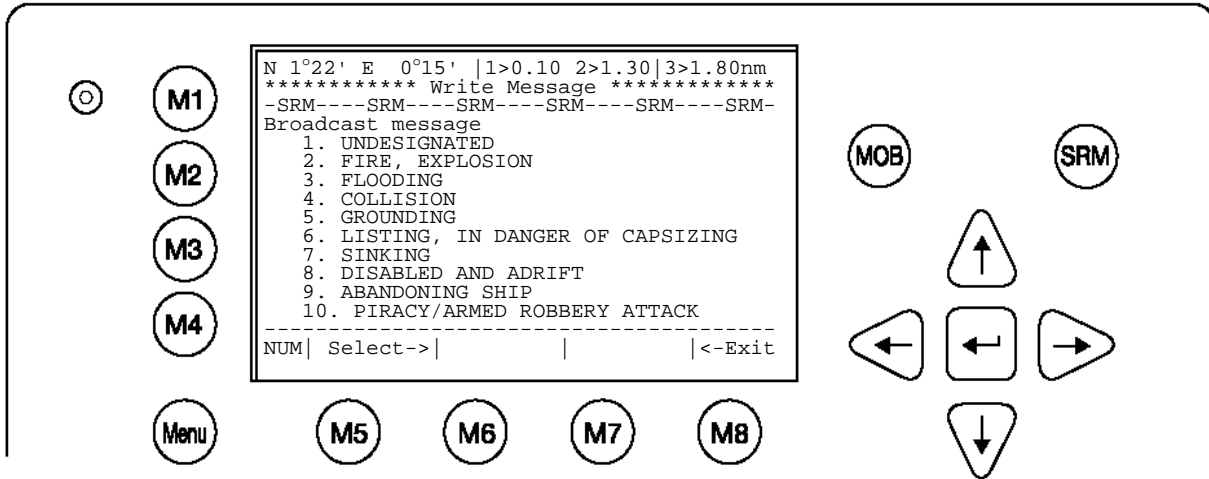 N 1°22' E 0°15' |1>0.10 2>1.30|3>1.80nm
************ Write Message *************
-SRM----SRM----SRM----SRM----SRM----SRM-
Broadcast message
1. UNDESIGNATED
2. FIRE, EXPLOSION
3. FLOODING
4. COLLISION
5. GROUNDING
6. LISTING, IN DANGER OF CAPSIZING
7. SINKING
8. DISABLED AND ADRIFT
9. ABANDONING SHIP
10. PIRACY/ARMED ROBBERY ATTACK
----------------------------------------
NUM| Select->| | |<-Exit
M1
M2
M3
M4
Menu
M5 M6 M7 M8
MOB SRM